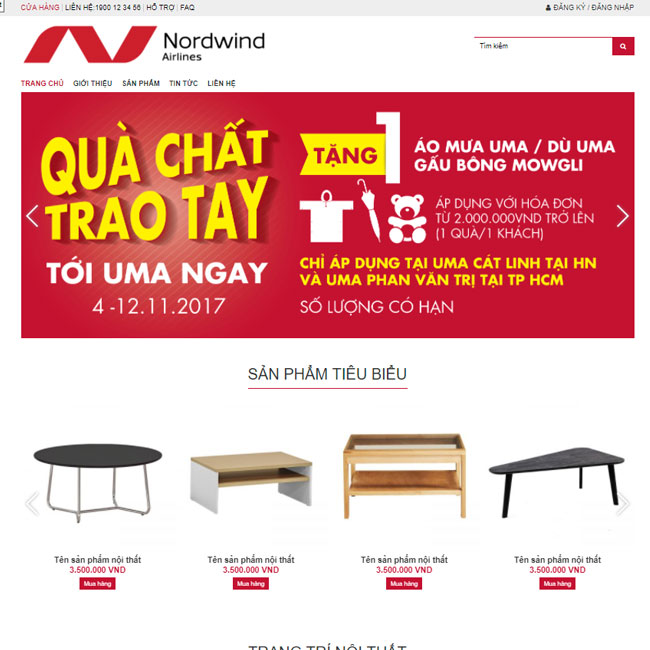 CỬA HÀNG | LIÊN HỆ:1900 12 34 56 | HỖ TRỢ | FAQ
ĐĂNG KÝ / ĐĂNG NHẬP
Nordwind
Airlines
Tìm kiếm
TRANG CHỦ GIỚI THIỆU SẢN PHẨM TIN TỨC LIÊN HỆ
QUÀ CHẤT
TRAO TAY
TỚI UMA NGAY
4 -12.11.2017
TẶNG 1
ÁO MƯA UMA / DÙ UMA
GẤU BÔNG MOWGLI
ÁP DỤNG VỚI HÓA ĐƠN
TỪ 2.000.000VND TRỞ LÊN
(1 QUÀ/1 KHÁCH)
CHỈ ÁP DỤNG TẠI UMA CÁT LINH TẠI HN
VÀ UMA PHAN VĂN TRỊ TẠI TP HCM
SỐ LƯỢNG CÓ HẠN
SẢN PHẨM TIÊU BIỂU
Tên sản phẩm nội thất Tên sản phẩm nội thất Tên sản phẩm nội thất Tên sản phẩm nội thất
3.500.000 VND 3.500.000 VND 3.500.000 VND 3.500.000 VND
Mua hàng Mua hàng Mua hàng Mua hàng
TRANG TRÍ NỘI THẤT